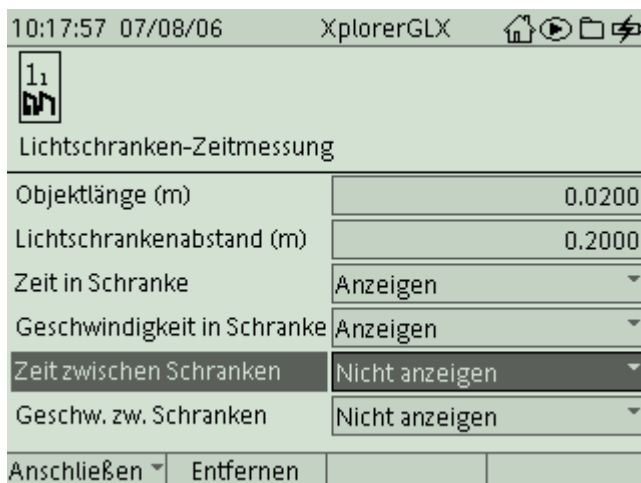 10:17:57 07/08/06 XplorerGLX
1₁
Lichtschranken-Zeitmessung
Objektlänge (m) 0.0200
Lichtschrankenabstand (m) 0.2000
Zeit in Schranke Anzeigen
Geschwindigkeit in Schranke Anzeigen
Zeit zwischen Schranken Nicht anzeigen
Geschw. zw. Schranken Nicht anzeigen
Anschließen Entfernen